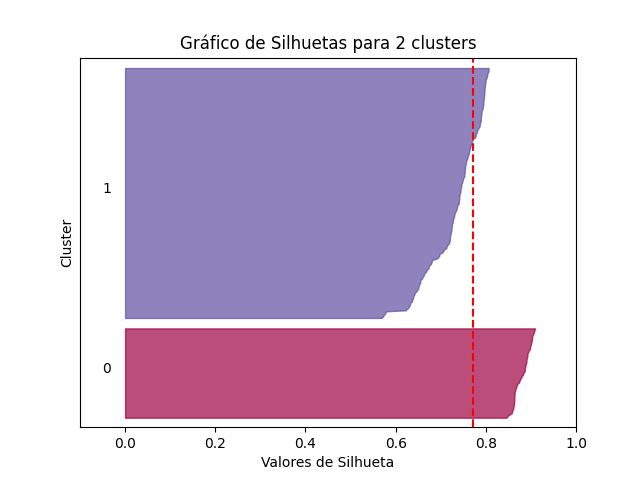 Gráfico de Silhuetas para 2 clusters
Cluster
1
0
0.0 0.2 0.4 0.6 0.8 1.0
Valores de Silhueta